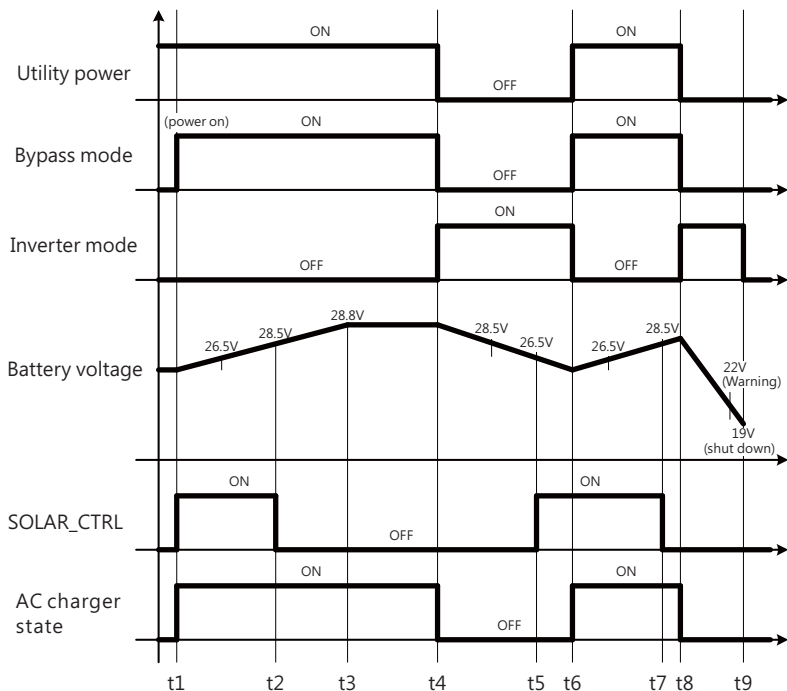 ON
ON
Utility power
OFF
(power on)
ON
ON
Bypass mode
OFF
ON
Inverter mode
OFF
OFF
28.8V
28.5V
28.5V
28.5V
26.5V
26.5V
26.5V
Battery voltage
22V
(Warning)
19V
(shut down)
ON
ON
SOLAR_CTRL
OFF
ON
ON
AC charger
state
OFF
t1 t2 t3 t4 t5 t6 t7 t8 t9